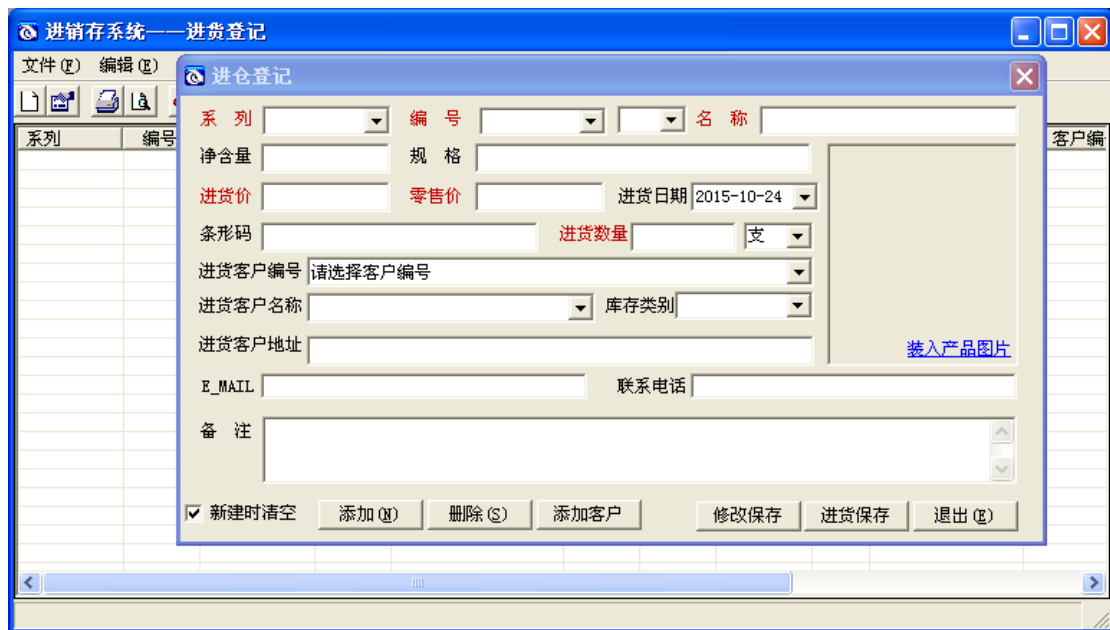 进销存系统——进货登记
文件(F) 编辑(E)
进仓登记
系列 编号 客户编
系 列 编 号 名 称
净含量 规 格
进货价 零售价 进货日期 2015-10-24
条形码 进货数量 支
进货客户编号 请选择客户编号
进货客户名称 库存类别
进货客户地址 装入产品图片
E_MAIL 联系电话
备 注
新建时清空 添加(N) 删除(S) 添加客户 修改保存 进货保存 退出(E)